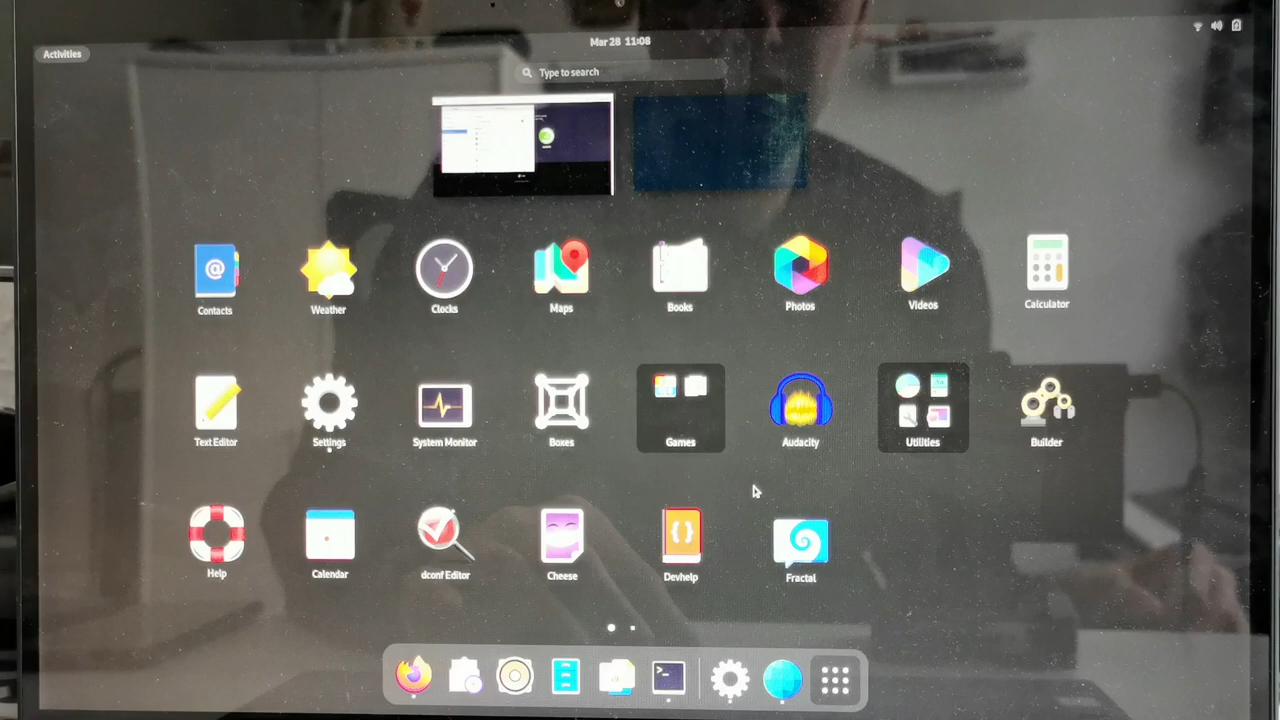 Activities
Mar 28 11:08
Type to search
Contacts
Weather
Clocks
Maps
Books
Photos
Videos
Calculator
Text Editor
Settings
System Monitor
Boxes
Games
Audacity
Utilities
Builder
Help
Calendar
dconf Editor
Cheese
Devhelp
Fractal